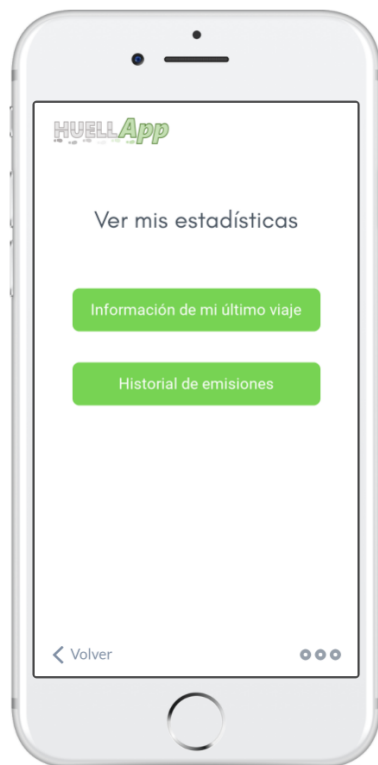 HUELLApp
Ver mis estadísticas
Información de mi último viaje
Historial de emisiones
Volver